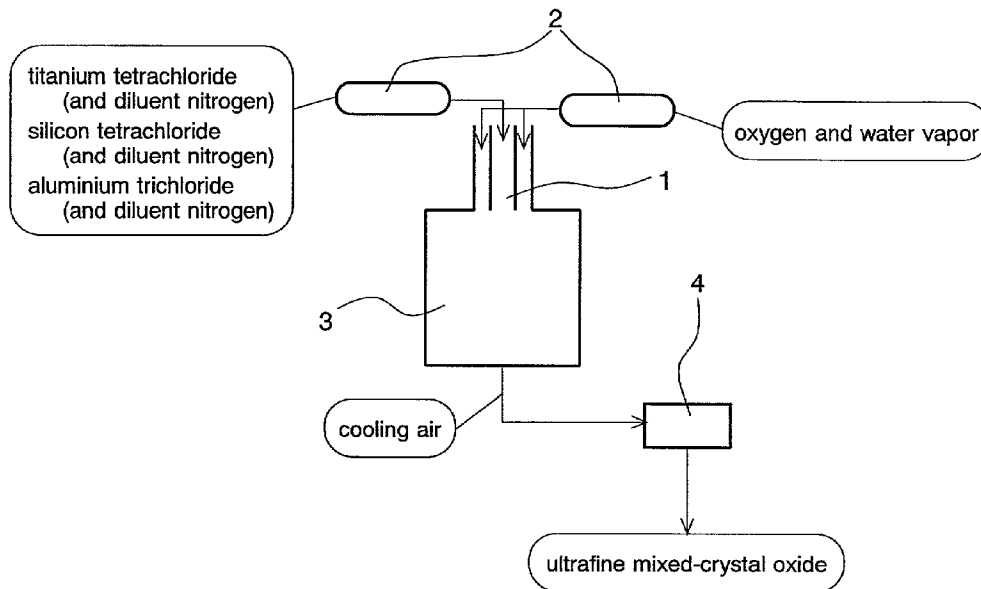 2
titanium tetrachloride
(and diluent nitrogen)
silicon tetrachloride
(and diluent nitrogen)
aluminium trichloride
(and diluent nitrogen)
oxygen and water vapor
1
3
4
cooling air
ultrafine mixed-crystal oxide